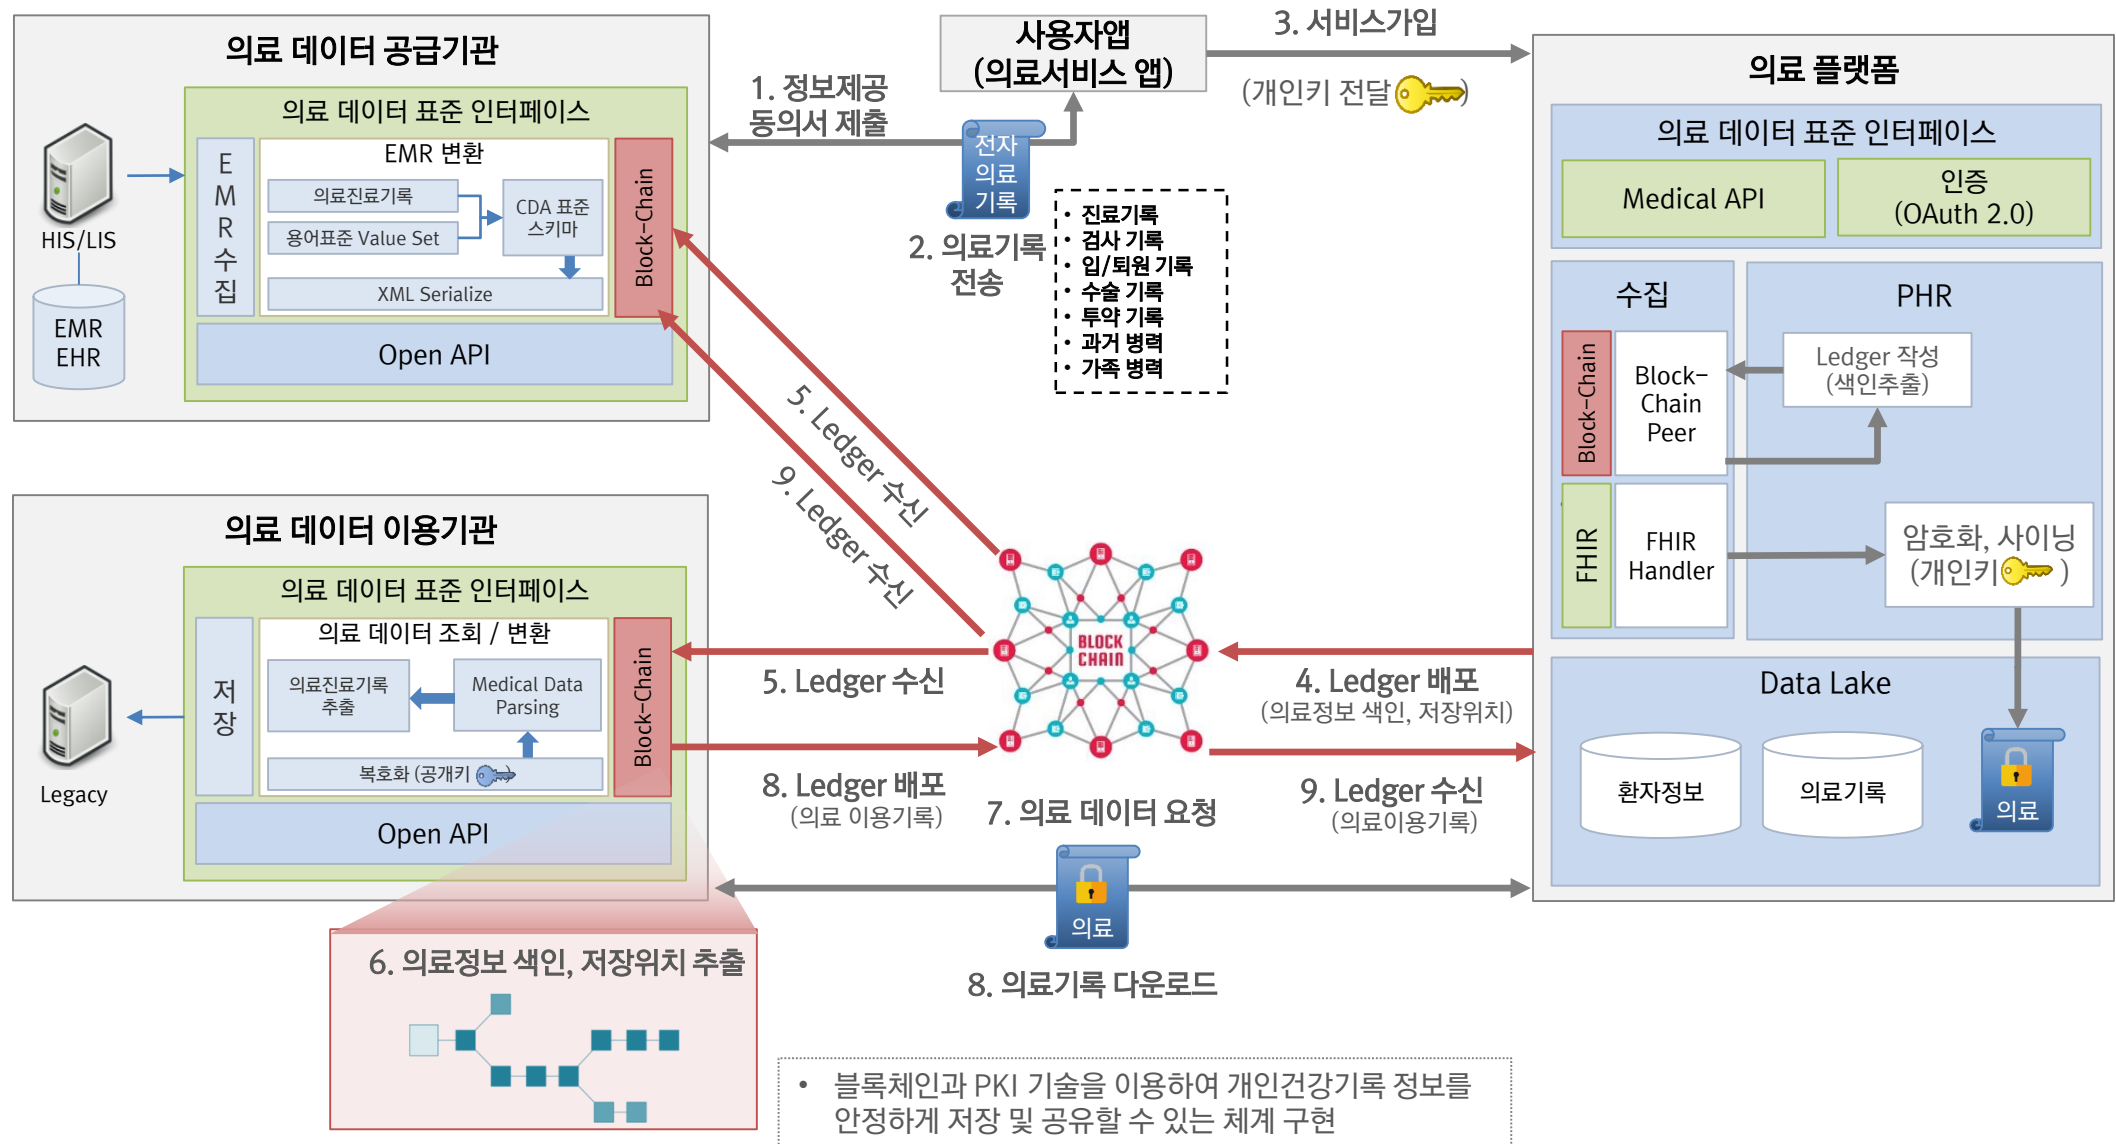 의료 데이터 공급기관
의료 데이터 표준 인터페이스
HIS/LIS
EMR
EHR
E
M
R
수
집
EMR 변환
의료진료기록
용어표준 Value Set
CDA 표준
스키마
XML Serialize
Block-Chain
Open API
사용자앱
(의료서비스 앱)
1. 정보제공
동의서 제출
전자
의료
기록
2. 의료기록
전송
• 진료기록
• 검사 기록
• 입/퇴원 기록
• 수술 기록
• 투약 기록
• 과거 병력
• 가족 병력
3. 서비스가입
(개인키 전달 )
의료 플랫폼
의료 데이터 표준 인터페이스
Medical API
인증
(OAuth 2.0)
수집
Block-Chain
Block-
Chain
Peer
FHIR
FHIR
Handler
PHR
Ledger 작성
(색인추출)
암호화, 사이닝
(개인키 )
Data Lake
환자정보
의료기록
의료
5. Ledger 수신
9. Ledger 수신
BLOCK
CHAIN
5. Ledger 수신
4. Ledger 배포
(의료정보 색인, 저장위치)
8. Ledger 배포
(의료 이용기록)
7. 의료 데이터 요청
9. Ledger 수신
(의료이용기록)
의료
8. 의료기록 다운로드
의료 데이터 이용기관
의료 데이터 표준 인터페이스
Legacy
저
장
의료 데이터 조회 / 변환
의료진료기록
추출
Medical Data
Parsing
복호화 (공개키 )
Block-Chain
Open API
6. 의료정보 색인, 저장위치 추출
• 블록체인과 PKI 기술을 이용하여 개인건강기록 정보를
안정하게 저장 및 공유할 수 있는 체계 구현